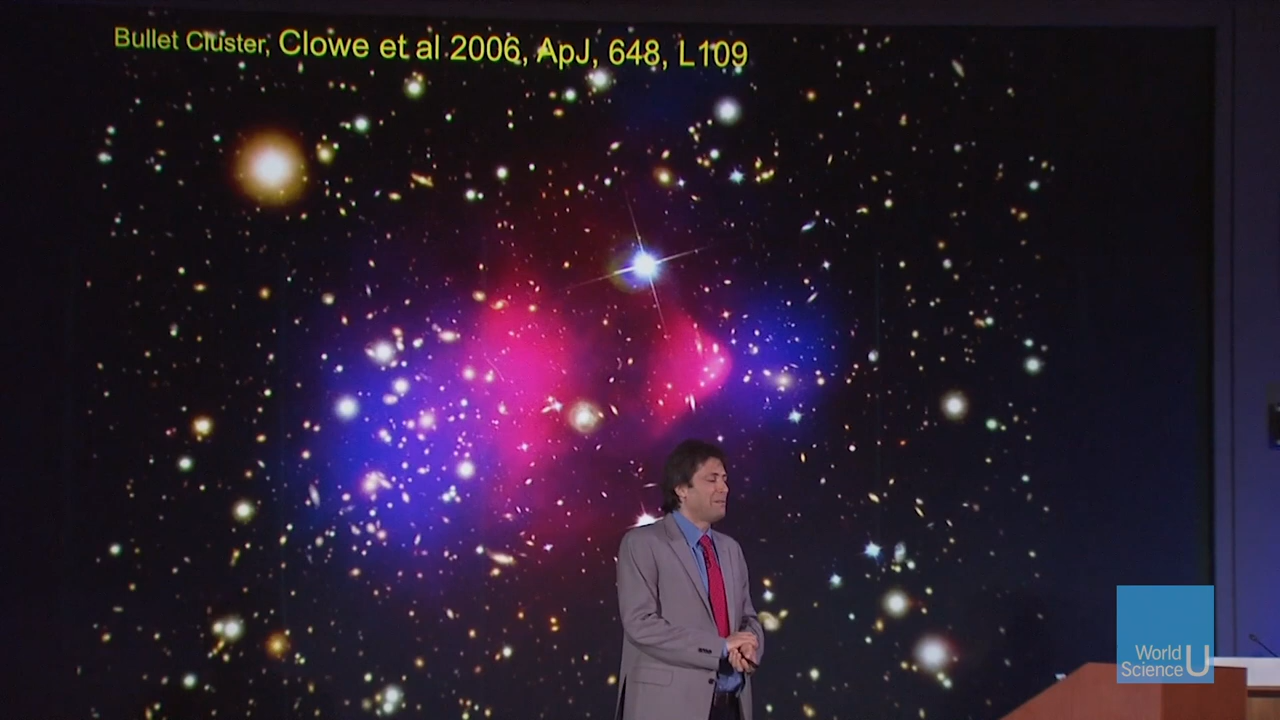 Bullet Cluster, Clowe et al 2006, ApJ, 648, L109
World
Science U